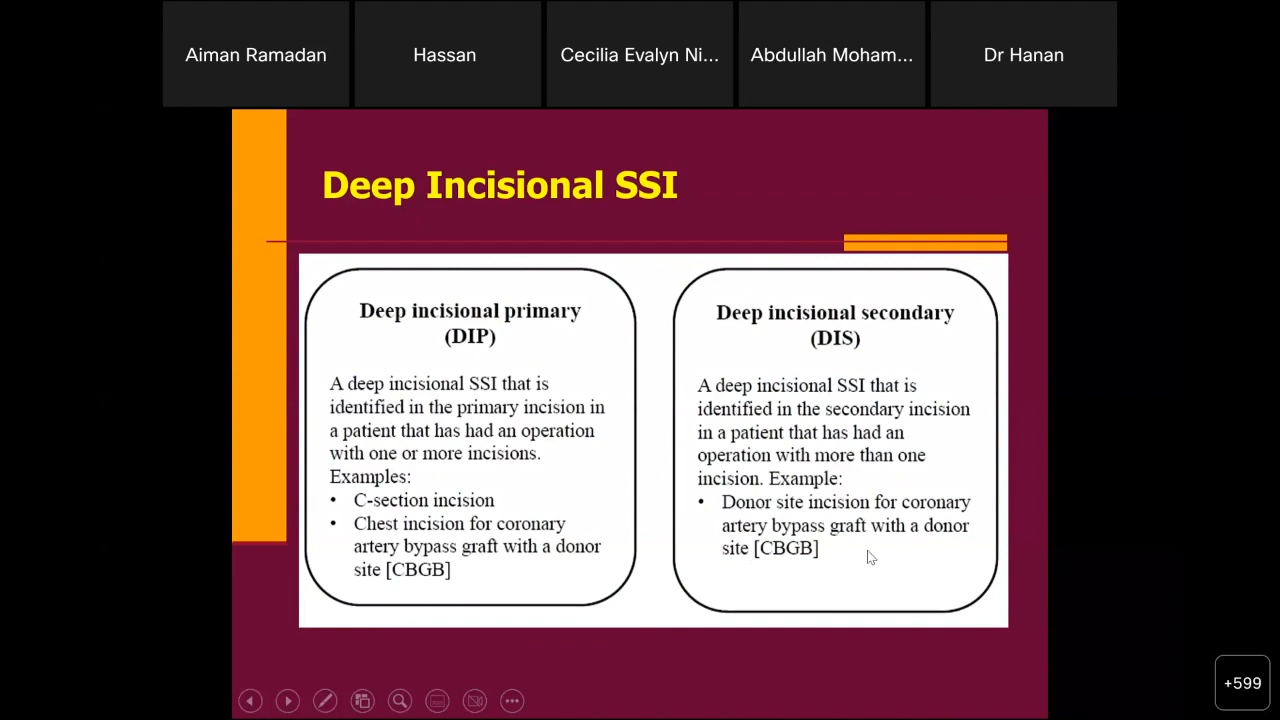 Aiman Ramadan
Hassan
Cecilia Evalyn Ni...
Abdullah Moham...
Dr Hanan
Deep Incisional SSI
Deep incisional primary
(DIP)
A deep incisional SSI that is
identified in the primary incision in
a patient that has had an operation
with one or more incisions.
Examples:
• C-section incision
• Chest incision for coronary
artery bypass graft with a donor
site [CBGB]
Deep incisional secondary
(DIS)
A deep incisional SSI that is
identified in the secondary incision
in a patient that has had an
operation with more than one
incision. Example:
• Donor site incision for coronary
artery bypass graft with a donor
site [CBGB]
+599